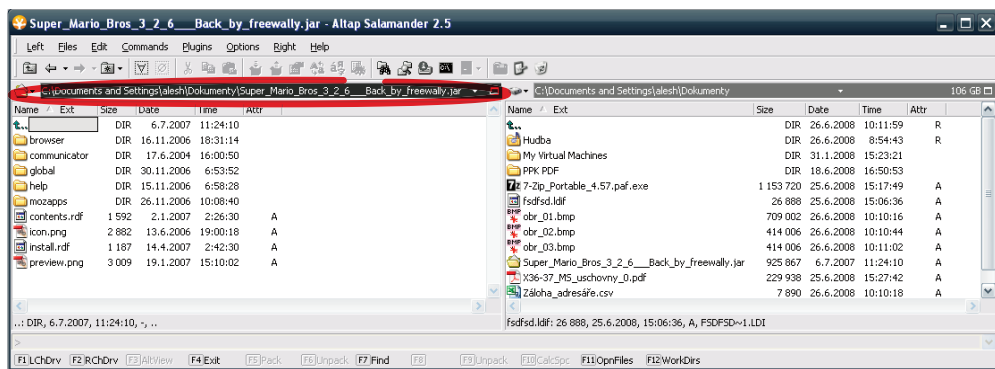 Super_Mario_Bros_3_2_6___Back_by_freewally.jar - Altap Salamander 2.5
Left Files Edit Commands Plugins Options Right Help
C:\Documents and Settings\alesh\Dokumenty\Super_Mario_Bros_3_2_6___Back_by_freewally.jar
Name Ext Size Date Time Attr
.. DIR 6.7.2007 11:24:10
browser DIR 16.11.2006 18:31:14
communicator DIR 17.6.2004 16:00:50
global DIR 30.11.2006 6:53:52
help DIR 15.11.2006 6:58:28
mozapps DIR 26.11.2006 10:08:40
contents.rdf 1 592 2.1.2007 2:26:30 A
icon.png 2 882 13.6.2006 19:00:18 A
install.rdf 1 187 14.4.2007 2:42:30 A
preview.png 3 009 19.1.2007 15:10:02 A
..: DIR, 6.7.2007, 11:24:10, -, ..
C:\Documents and Settings\alesh\Dokumenty 106 GB
Name Ext Size Date Time Attr
.. DIR 26.6.2008 10:11:59 R
Hudba DIR 26.6.2008 8:54:43 R
My Virtual Machines DIR 31.1.2008 15:23:21
PPK PDF DIR 18.6.2008 16:50:53
7-Zip_Portable_4.57.paf.exe 1 153 720 25.6.2008 15:17:49 A
fsdfsd.ldif 26 888 25.6.2008 15:06:36 A
obr_01.bmp 709 002 26.6.2008 10:10:16 A
obr_02.bmp 414 006 26.6.2008 10:10:44 A
obr_03.bmp 414 006 26.6.2008 10:11:02 A
Super_Mario_Bros_3_2_6___Back_by_freewally.jar 925 867 6.7.2007 11:24:10 A
X36-37_MS_uschovny_0.pdf 229 938 25.6.2008 15:27:42 A
Záloha_adresáře.csv 7 890 26.6.2008 10:10:18 A
fsdfsd.ldif: 26 888, 25.6.2008, 15:06:36, A, FSDFSD~1.LDI
>
F1 LChDrv F2 RChDrv F3 AltView F4 Exit F5 Pack F6 Unpack F7 Find F8 F9 Unpack F10 CalcSpc F11 OpnFiles F12 WorkDirs